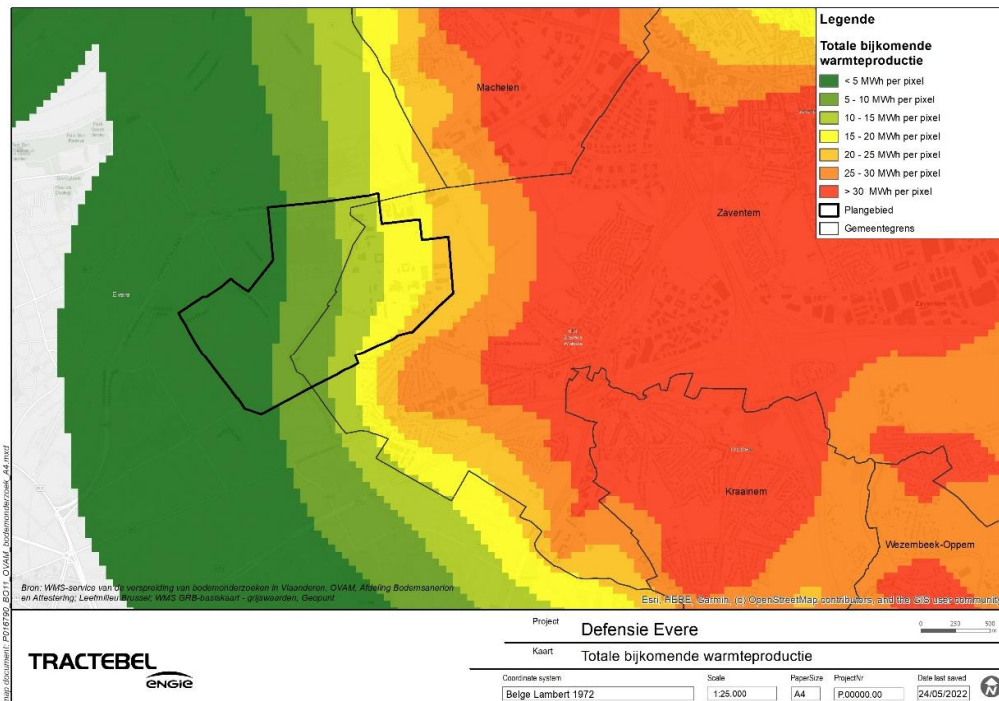 Legende
Totale bijkomende
warmteproductie
< 5 MWh per pixel
5 - 10 MWh per pixel
10 - 15 MWh per pixel
15 - 20 MWh per pixel
20 - 25 MWh per pixel
25 - 30 MWh per pixel
> 30 MWh per pixel
Plangebied
Gemeentegrens
Machelen
Zaventem
Zaventem
Evere
Kraainem
Wezembeek-Oppem
Bron: WMS-service van de verspreiding van bodemonderzoeken in Vlaanderen, OVAM, Afdeling Bodemsanering
en Attestering; Leefmilieu Brussel; WMS GRB-basiskaart - grijswaarden, Geopunt
Esri, HERE, Garmin, (c) OpenStreetMap contributors, and the GIS user community
map document: P016790_BO11_OVAM_bodemonderzoek_A4.mxd
TRACTEBEL
ENGIE
Project Defensie Evere
0 250 500
Kaart Totale bijkomende warmteproductie
Coordinate system Scale PaperSize ProjectNr Date last saved
Belge Lambert 1972 1:25.000 A4 P.00000.00 24/05/2022
N